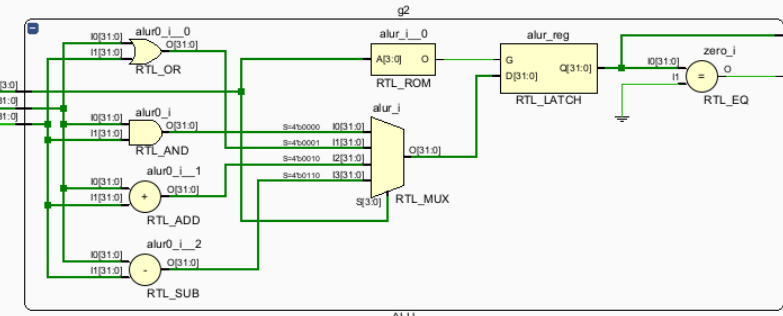 g2
alur0_i__0
I0[31:0]
I1[31:0]
O[31:0]
RTL_OR
alur_i__0
A[3:0]
O
RTL_ROM
alur_reg
G
D[31:0]
Q[31:0]
RTL_LATCH
zero_i
I0[31:0]
I1
=
O
RTL_EQ
3:0]
31:0]
31:0]
alur0_i
I0[31:0]
I1[31:0]
O[31:0]
RTL_AND
alur_i
S=4'b0000
I0[31:0]
S=4'b0001
I1[31:0]
S=4'b0010
I2[31:0]
S=4'b0110
I3[31:0]
O[31:0]
S[3:0]
RTL_MUX
alur0_i__1
I0[31:0]
I1[31:0]
+
O[31:0]
RTL_ADD
alur0_i__2
I0[31:0]
I1[31:0]
-
O[31:0]
RTL_SUB